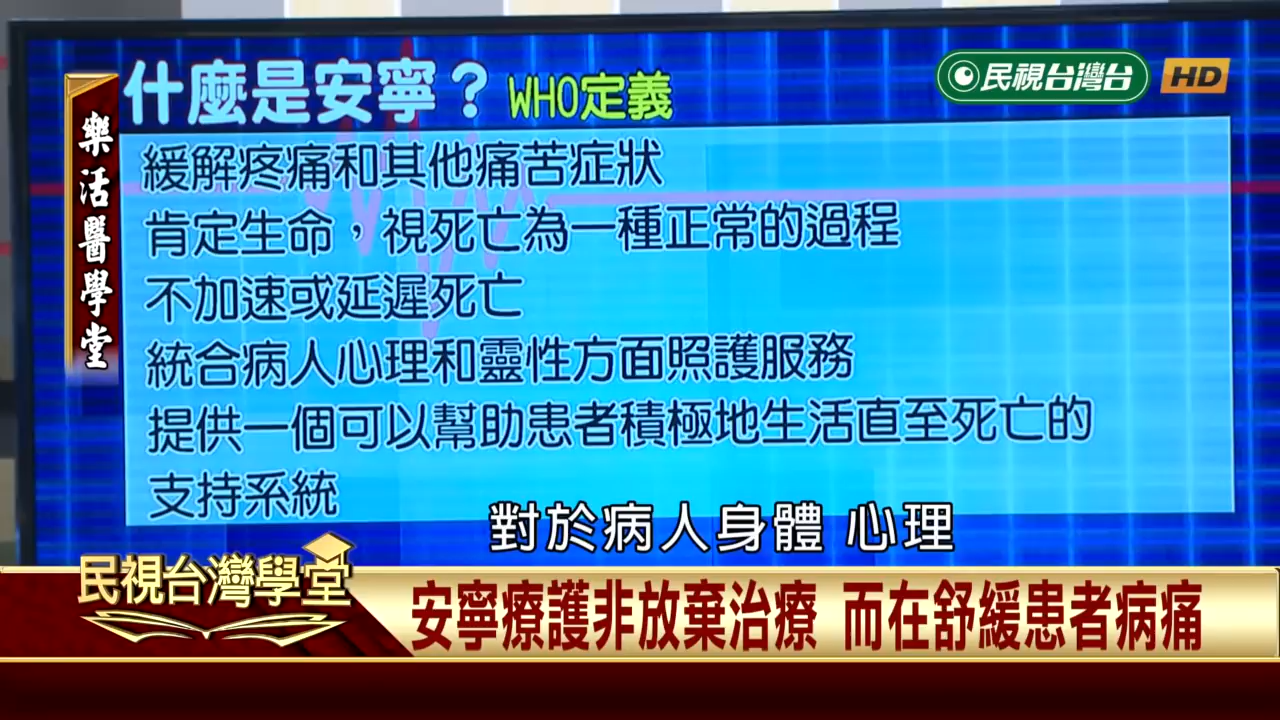 什麼是安寧？ WHO定義
民視台灣台 HD
樂活醫學堂
緩解疼痛和其他痛苦症狀
肯定生命，視死亡為一種正常的過程
不加速或延遲死亡
統合病人心理和靈性方面照護服務
提供一個可以幫助患者積極地生活直至死亡的
支持系統
對於病人身體 心理
民視台灣學堂
安寧療護非放棄治療 而在舒緩患者病痛